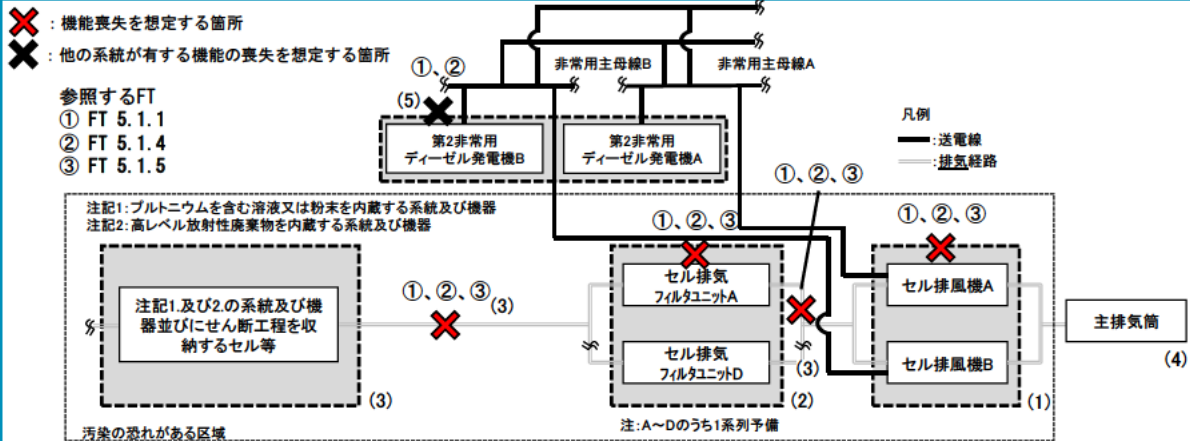 ：機能喪失を想定する箇所
：他の系統が有する機能の喪失を想定する箇所
参照するFT
① FT 5.1.1
② FT 5.1.4
③ FT 5.1.5
①、②
(5)
非常用主母線B
非常用主母線A
第2非常用
ディーゼル発電機B
第2非常用
ディーゼル発電機A
凡例
:送電線
:排気経路
注記1:プルトニウムを含む溶液又は粉末を内蔵する系統及び機器
注記2:高レベル放射性廃棄物を内蔵する系統及び機器
注記1.及び2.の系統及び機
器並びにせん断工程を収
納するセル等
(3)
①、②、③
(3)
①、②、③
セル排気
フィルタユニットA
セル排気
フィルタユニットD
(2)
①、②、③
(3)
①、②、③
セル排風機A
セル排風機B
(1)
主排気筒
(4)
汚染の恐れがある区域
注:A～Dのうち1系列予備